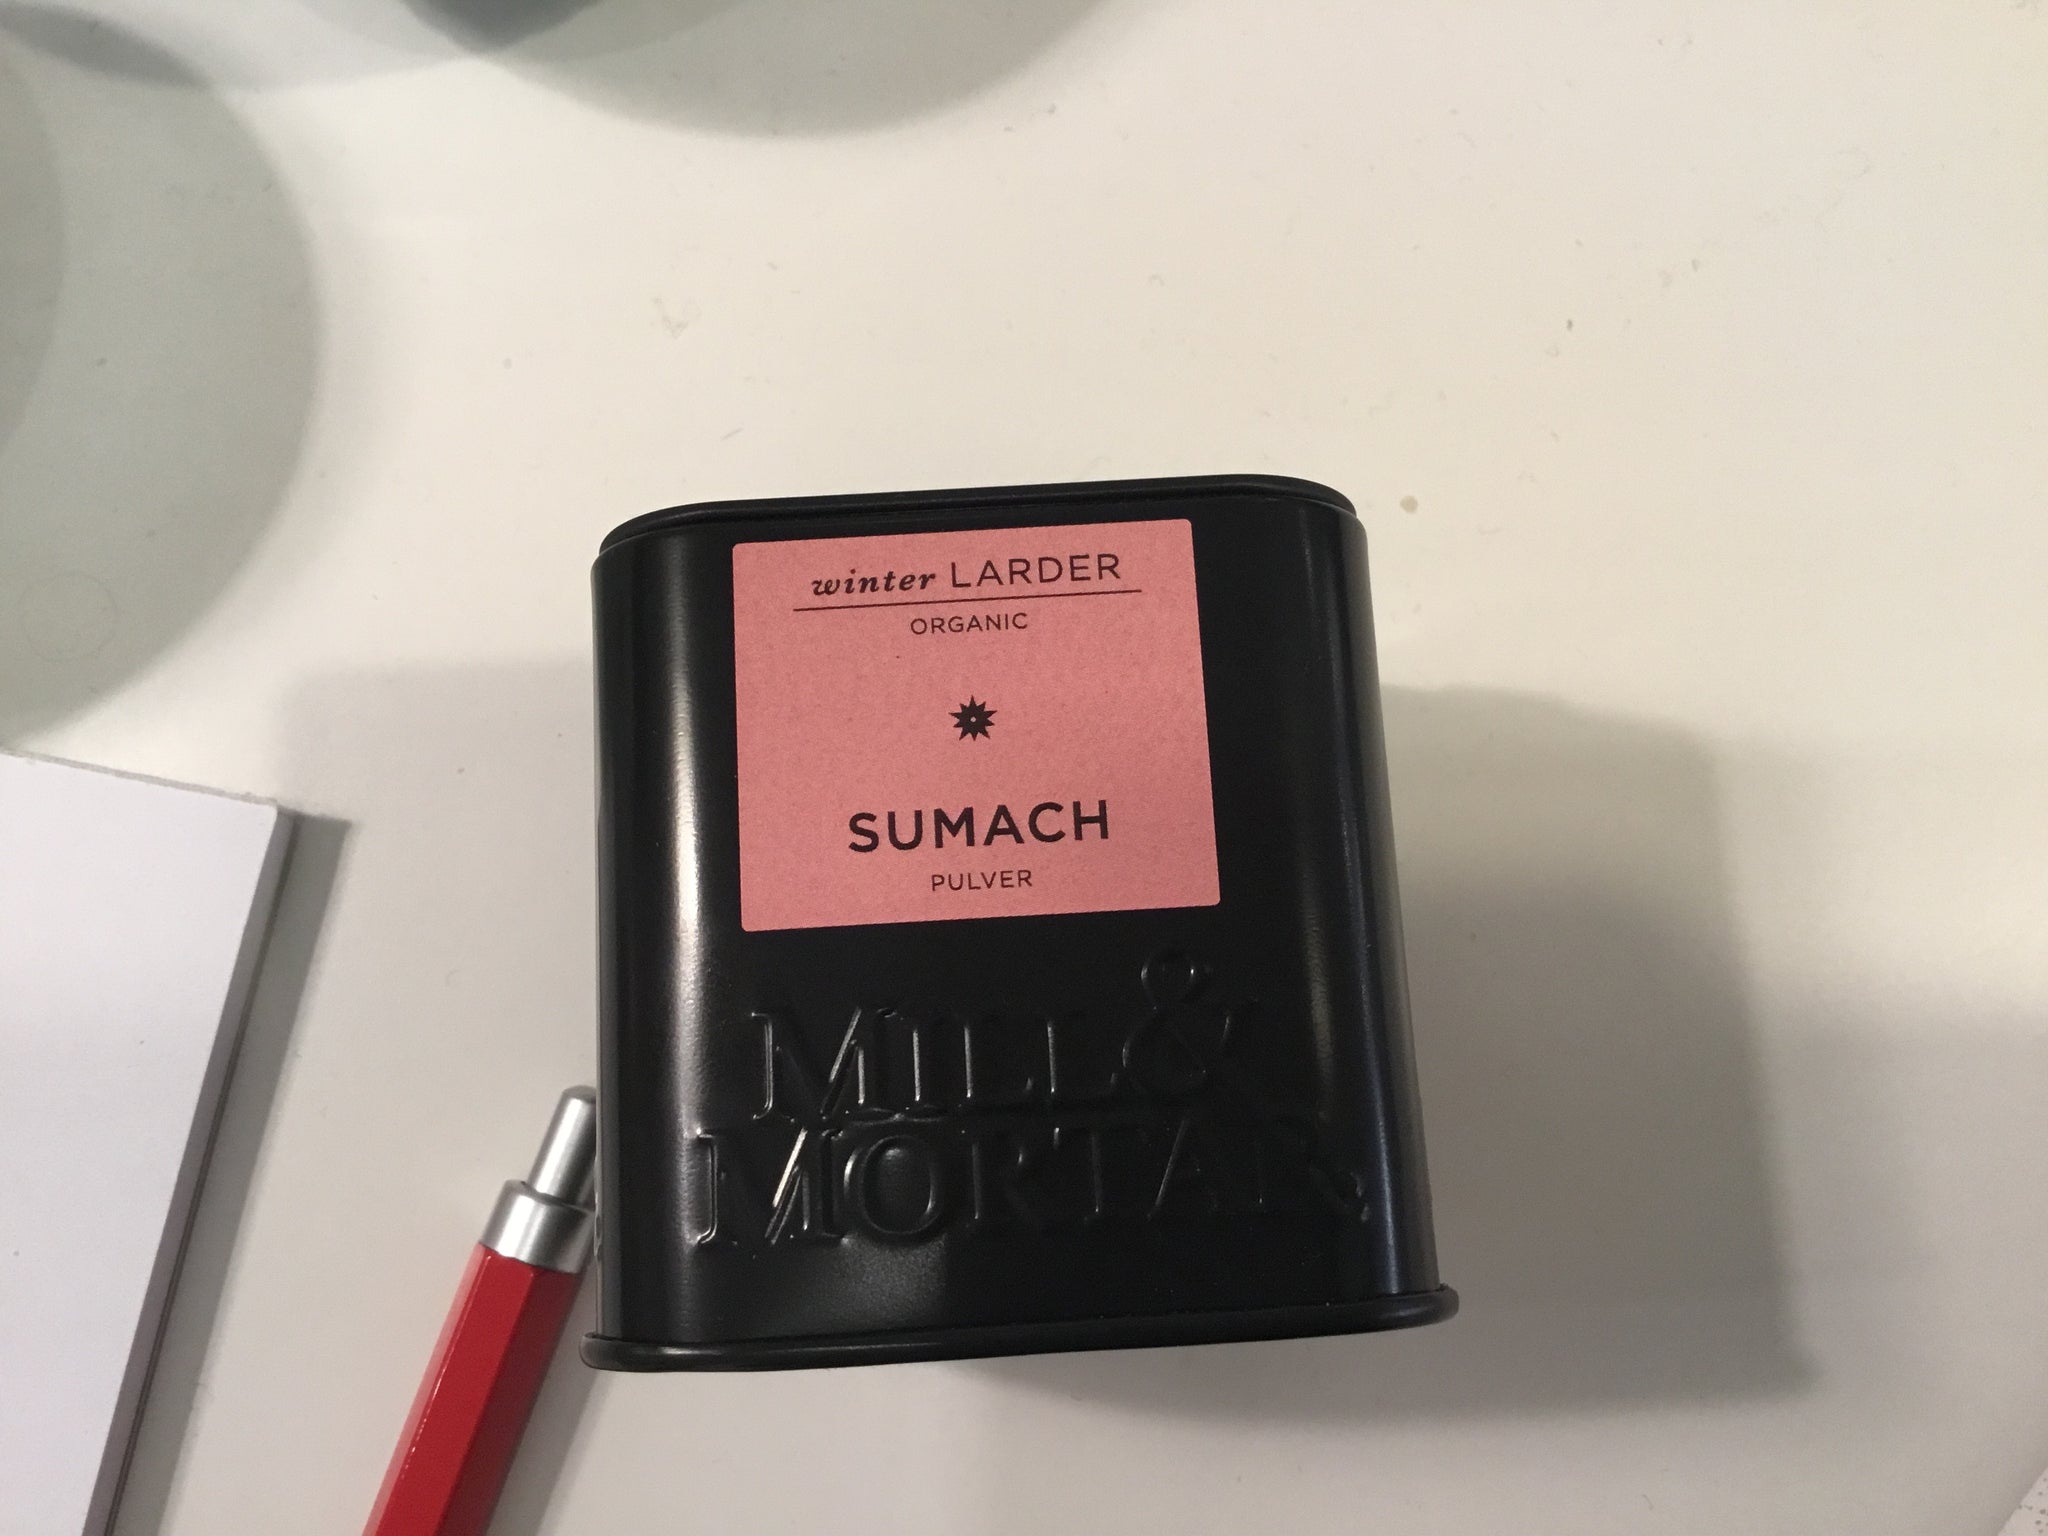 winter LARDER
ORGANIC
SUMACH
PULVER
MILL &
MORTAR